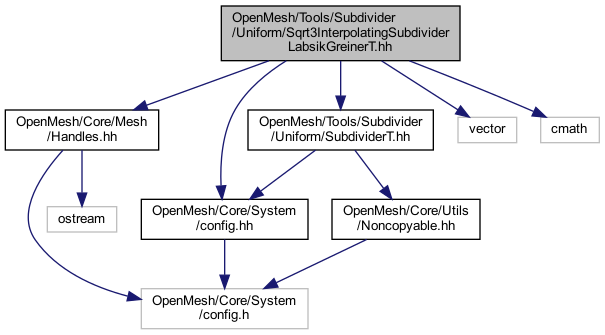 OpenMesh/Tools/Subdivider
/Uniform/Sqrt3InterpolatingSubdivider
LabsikGreinerT.hh
OpenMesh/Core/Mesh
/Handles.hh
OpenMesh/Tools/Subdivider
/Uniform/SubdividerT.hh
vector
cmath
ostream
OpenMesh/Core/System
/config.hh
OpenMesh/Core/Utils
/Noncopyable.hh
OpenMesh/Core/System
/config.h